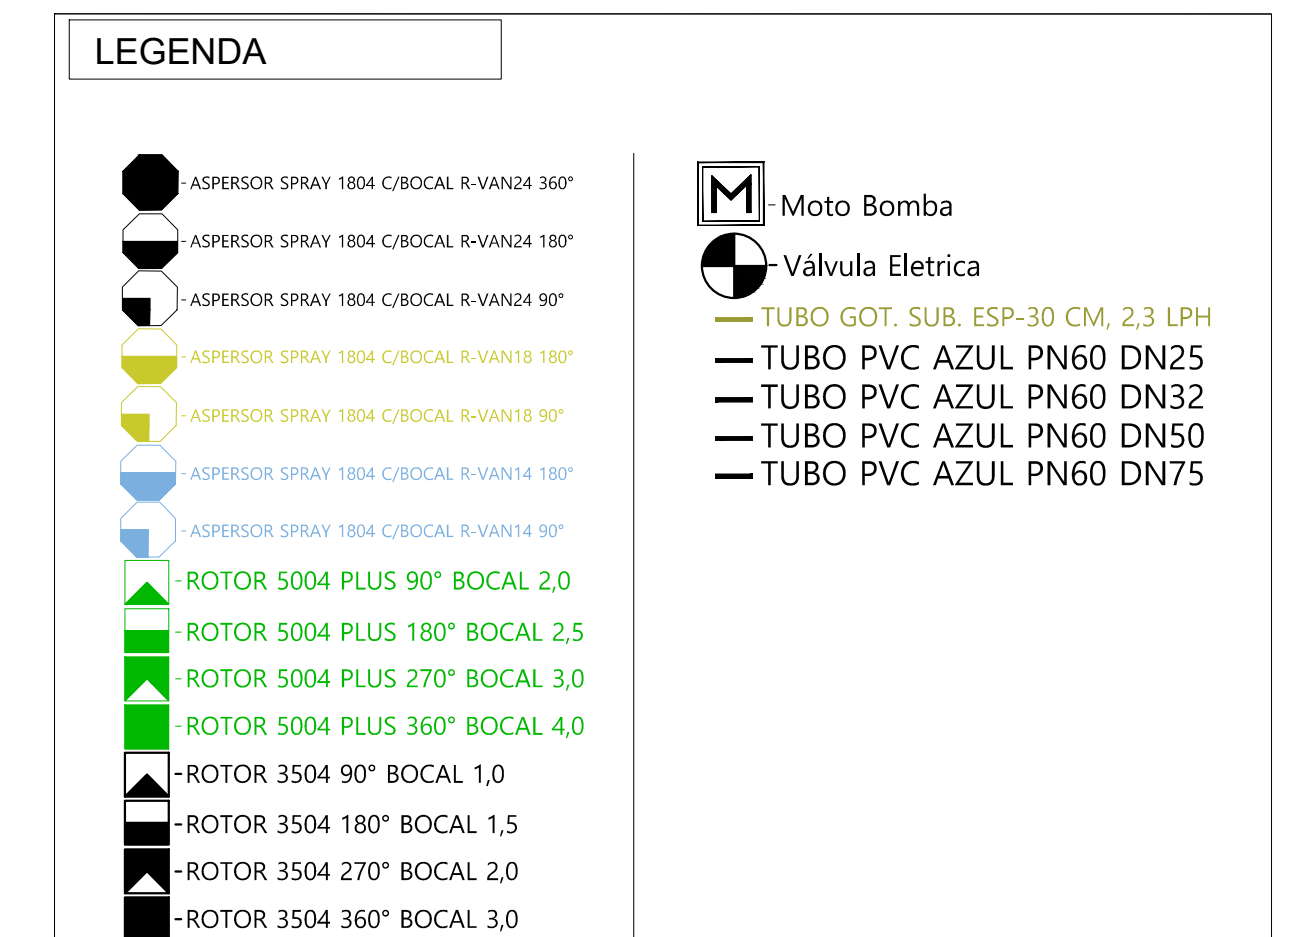 LEGENDA
- ASPERSOR SPRAY 1804 C/BOCAL R-VAN24 360°
- ASPERSOR SPRAY 1804 C/BOCAL R-VAN24 180°
- ASPERSOR SPRAY 1804 C/BOCAL R-VAN24 90°
- ASPERSOR SPRAY 1804 C/BOCAL R-VAN18 180°
- ASPERSOR SPRAY 1804 C/BOCAL R-VAN18 90°
- ASPERSOR SPRAY 1804 C/BOCAL R-VAN14 180°
- ASPERSOR SPRAY 1804 C/BOCAL R-VAN14 90°
-ROTOR 5004 PLUS 90° BOCAL 2,0
-ROTOR 5004 PLUS 180° BOCAL 2,5
-ROTOR 5004 PLUS 270° BOCAL 3,0
-ROTOR 5004 PLUS 360° BOCAL 4,0
-ROTOR 3504 90° BOCAL 1,0
-ROTOR 3504 180° BOCAL 1,5
-ROTOR 3504 270° BOCAL 2,0
-ROTOR 3504 360° BOCAL 3,0
M -Moto Bomba
- Válvula Eletrica
TUBO GOT. SUB. ESP-30 CM, 2,3 LPH
TUBO PVC AZUL PN60 DN25
TUBO PVC AZUL PN60 DN32
TUBO PVC AZUL PN60 DN50
TUBO PVC AZUL PN60 DN75